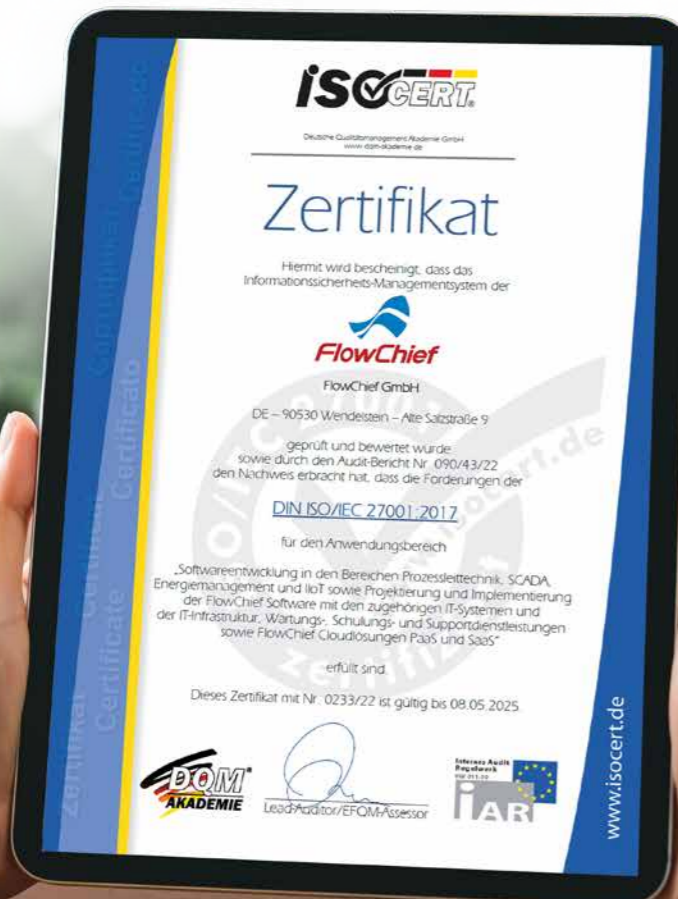 ISOCERT®
Deutsche Qualitätsmanagement Akademie GmbH
www.dqm-akademie.de
Zertifikat
Hiermit wird bescheinigt, dass das
Informationssicherheits-Managementsystem der
FlowChief
FlowChief GmbH
DE – 90530 Wendelstein – Alte Salzstraße 9
geprüft und bewertet wurde
sowie durch den Audit-Bericht Nr. 090/43/22
den Nachweis erbracht hat, dass die Forderungen der
DIN ISO/IEC 27001:2017
für den Anwendungsbereich
„Softwareentwicklung in den Bereichen Prozessleittechnik, SCADA,
Energiemanagement und IIoT sowie Projektierung und Implementierung
der FlowChief Software mit den zugehörigen IT-Systemen und
der IT-Infrastruktur, Wartungs-, Schulungs- und Supportdienstleistungen
sowie FlowChief Cloudlösungen PaaS und SaaS“
erfüllt sind.
Dieses Zertifikat mit Nr. 0233/22 ist gültig bis 08.05.2025
DQM®
AKADEMIE
Lead-Auditor/EFQM-Assessor
Internes Audit
Regelwerk
IAR
www.isocert.de
Zertifikat Certificate Certificat Certificato Certificade